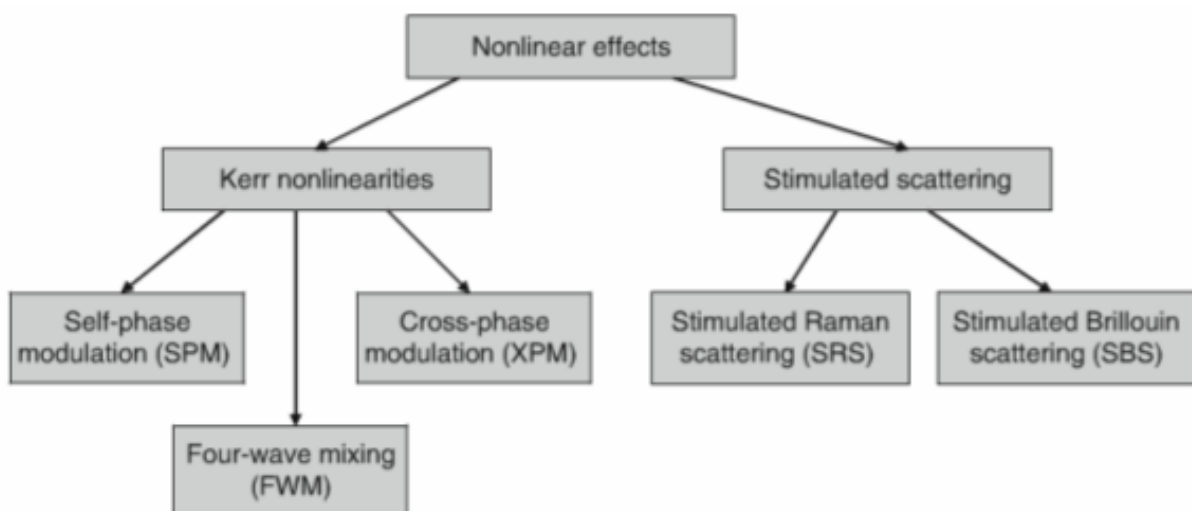 Nonlinear effects
Kerr nonlinearities
Stimulated scattering
Self-phase
modulation (SPM)
Cross-phase
modulation (XPM)
Stimulated Raman
scattering (SRS)
Stimulated Brillouin
scattering (SBS)
Four-wave mixing
(FWM)